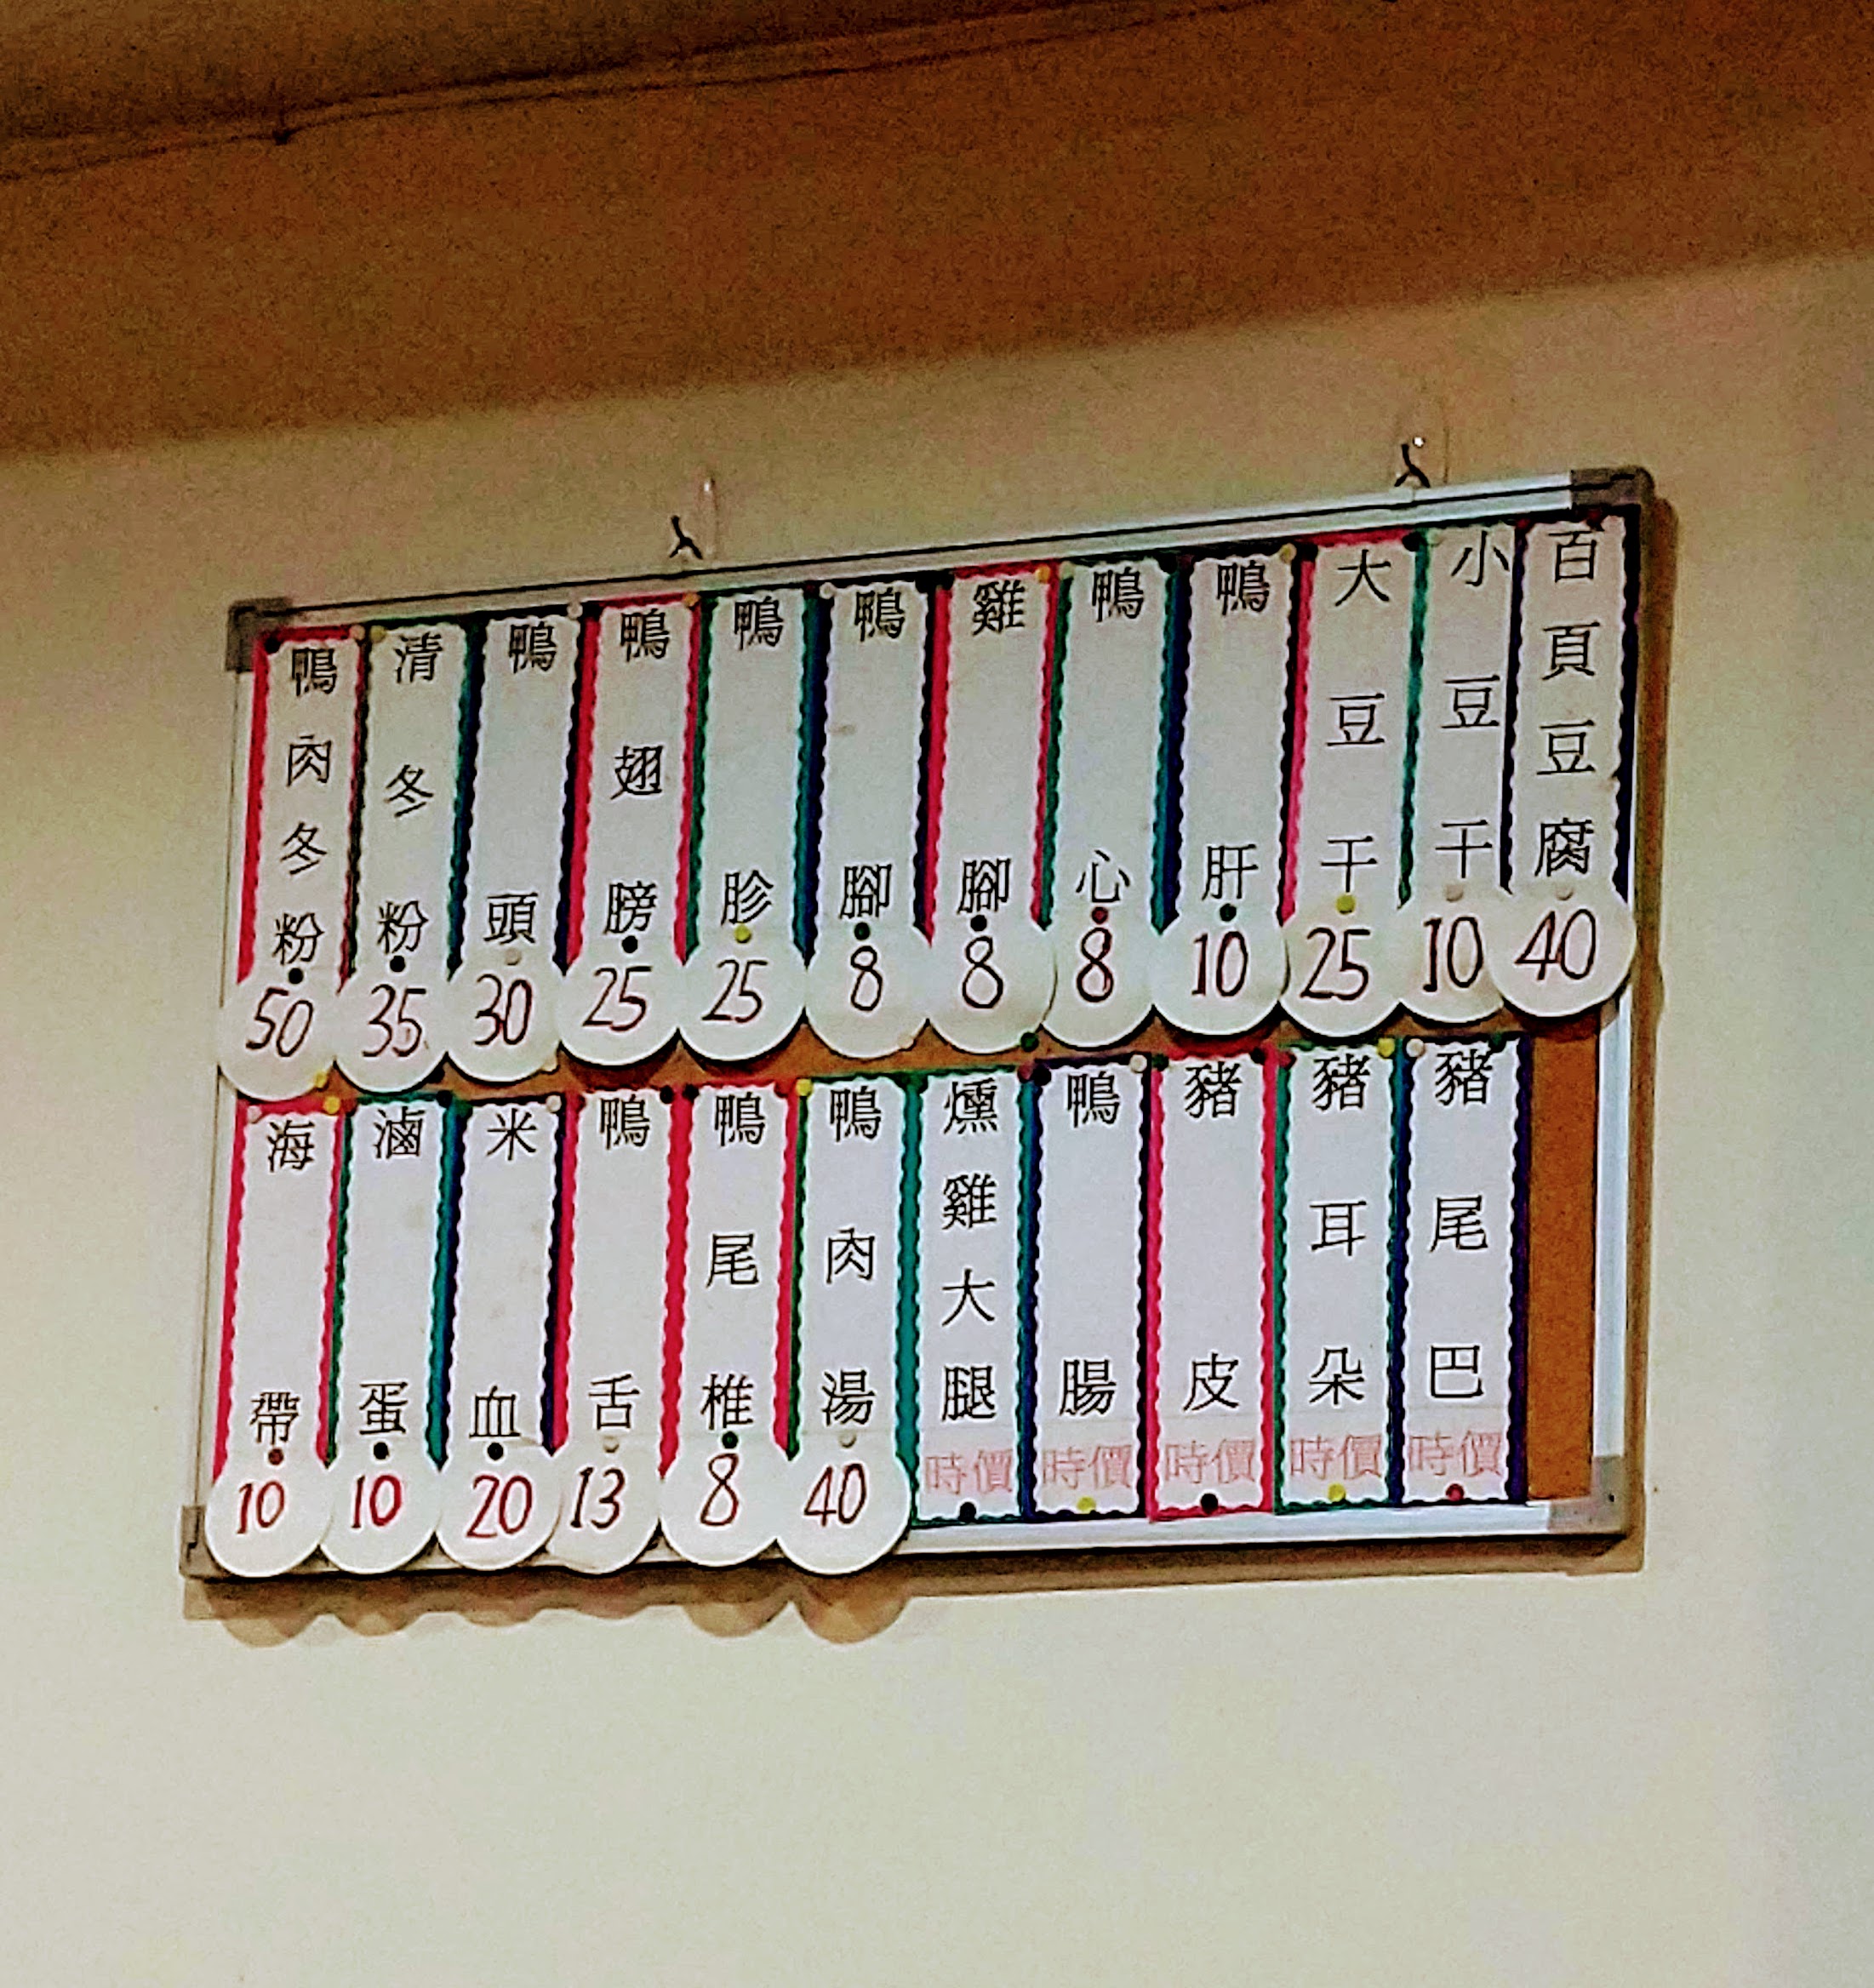 鴨肉冬粉 50
清冬粉 35
鴨頭 30
鴨翅膀 25
鴨胗 25
鴨腳 8
雞腳 8
鴨心 8
鴨肝 10
大豆干 25
小豆干 10
百頁豆腐 40
海帶 10
滷蛋 10
米血 20
鴨舌 13
鴨尾椎 8
鴨肉湯 40
燻雞大腿 時價
鴨腸 時價
豬皮 時價
豬耳朵 時價
豬尾巴 時價